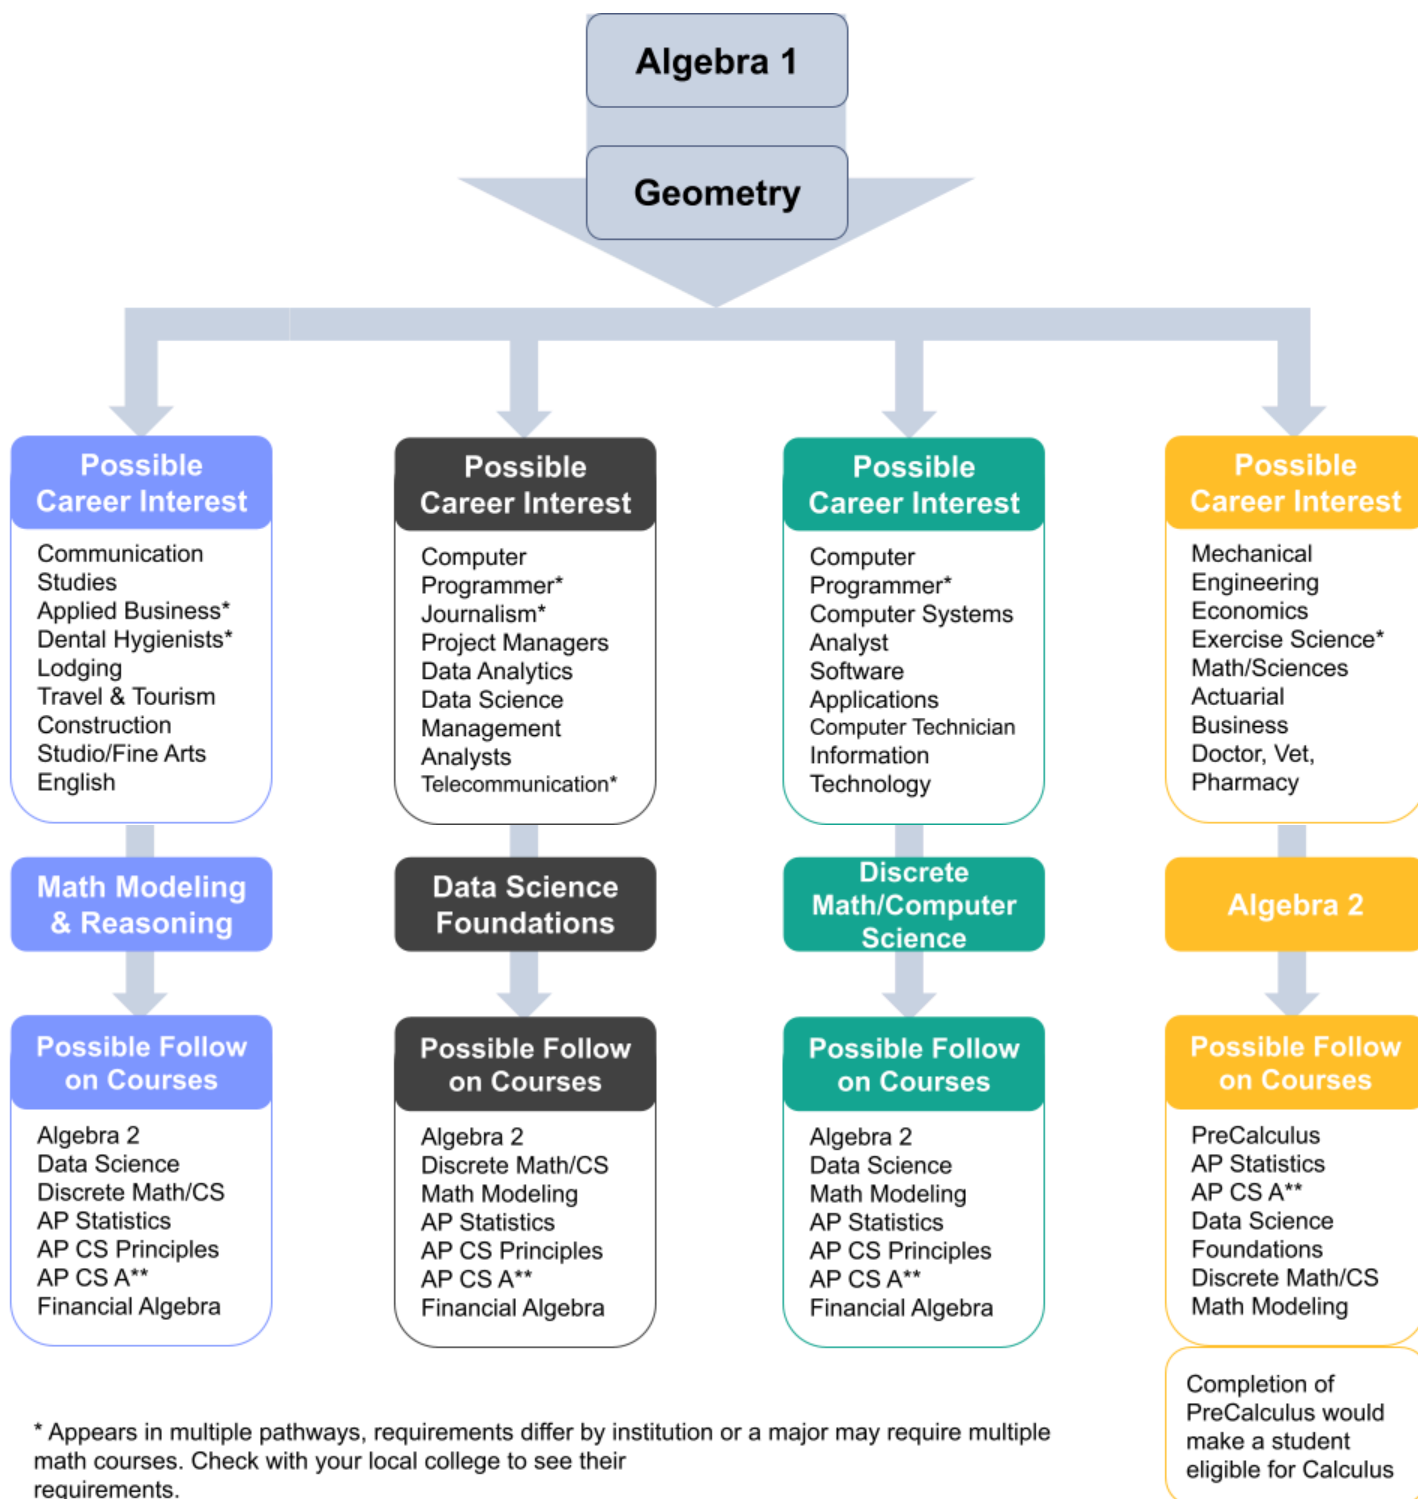 Algebra 1
Geometry
Possible
Career Interest
Communication
Studies
Applied Business*
Dental Hygienists*
Lodging
Travel & Tourism
Construction
Studio/Fine Arts
English
Math Modeling
& Reasoning
Possible Follow
on Courses
Algebra 2
Data Science
Discrete Math/CS
AP Statistics
AP CS Principles
AP CS A**
Financial Algebra
Possible
Career Interest
Computer
Programmer*
Journalism*
Project Managers
Data Analytics
Data Science
Management
Analysts
Telecommunication*
Data Science
Foundations
Possible Follow
on Courses
Algebra 2
Discrete Math/CS
Math Modeling
AP Statistics
AP CS Principles
AP CS A**
Financial Algebra
Possible
Career Interest
Computer
Programmer*
Computer Systems
Analyst
Software
Applications
Computer Technician
Information
Technology
Discrete
Math/Computer
Science
Possible Follow
on Courses
Algebra 2
Data Science
Math Modeling
AP Statistics
AP CS Principles
AP CS A**
Financial Algebra
Possible
Career Interest
Mechanical
Engineering
Economics
Exercise Science*
Math/Sciences
Actuarial
Business
Doctor, Vet,
Pharmacy
Algebra 2
Possible Follow
on Courses
PreCalculus
AP Statistics
AP CS A**
Data Science
Foundations
Discrete Math/CS
Math Modeling
Completion of
PreCalculus would
make a student
eligible for Calculus
* Appears in multiple pathways, requirements differ by institution or a major may require multiple
math courses. Check with your local college to see their
requirements.